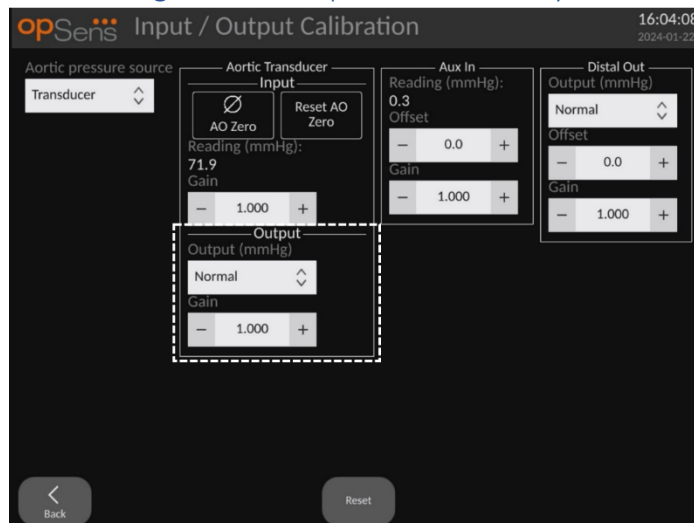 opSens Input / Output Calibration
16:04:08
2024-01-22
Aortic pressure source
Transducer
Aortic Transducer
Input
Ø
AO Zero
Reset AO
Zero
Reading (mmHg):
71.9
Gain
− 1.000 +
Output
Output (mmHg)
Normal
Gain
− 1.000 +
Aux In
Reading (mmHg):
0.3
Offset
− 0.0 +
Gain
− 1.000 +
Distal Out
Output (mmHg)
Normal
Offset
− 0.0 +
Gain
− 1.000 +
Back
Reset